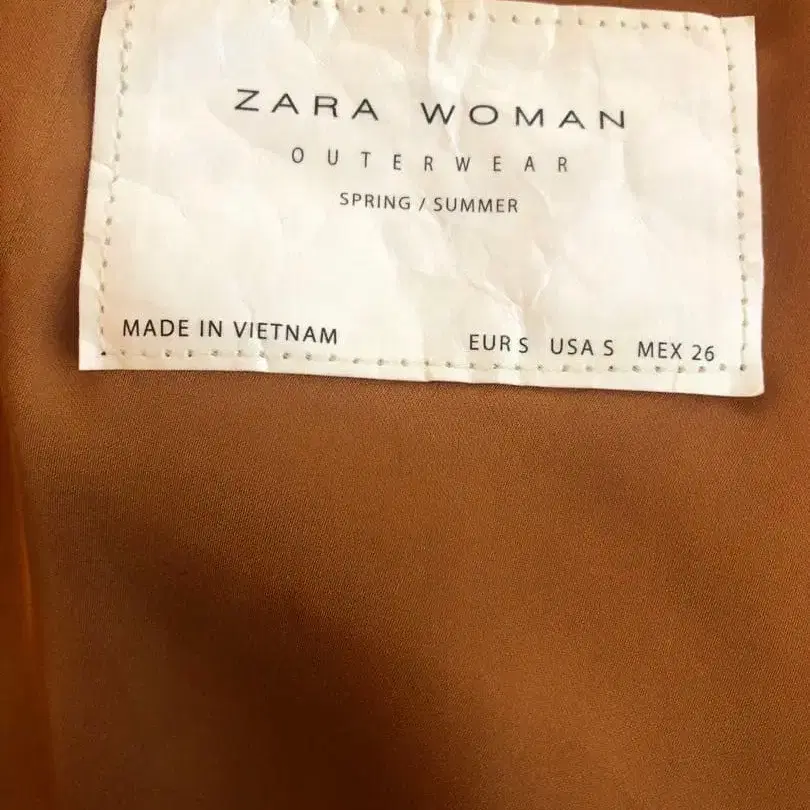 ZARA WOMAN
OUTERWEAR
SPRING / SUMMER
MADE IN VIETNAM EUR S USA S MEX 26